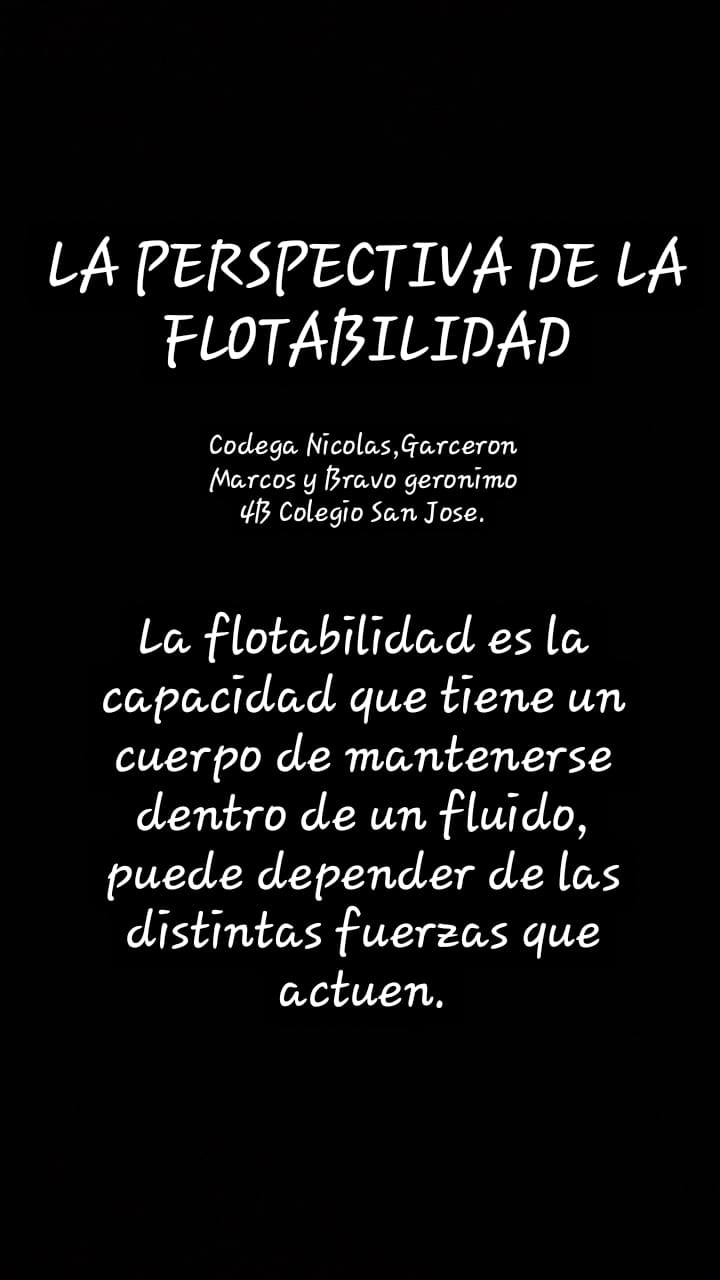 LA PERSPECTIVA DE LA
FLOTABILIDAD
Codega Nicolas,Garceron
Marcos y Bravo geronimo
4B Colegio San Jose.
La flotabilidad es la
capacidad que tiene un
cuerpo de mantenerse
dentro de un fluido,
puede depender de las
distintas fuerzas que
actuen.